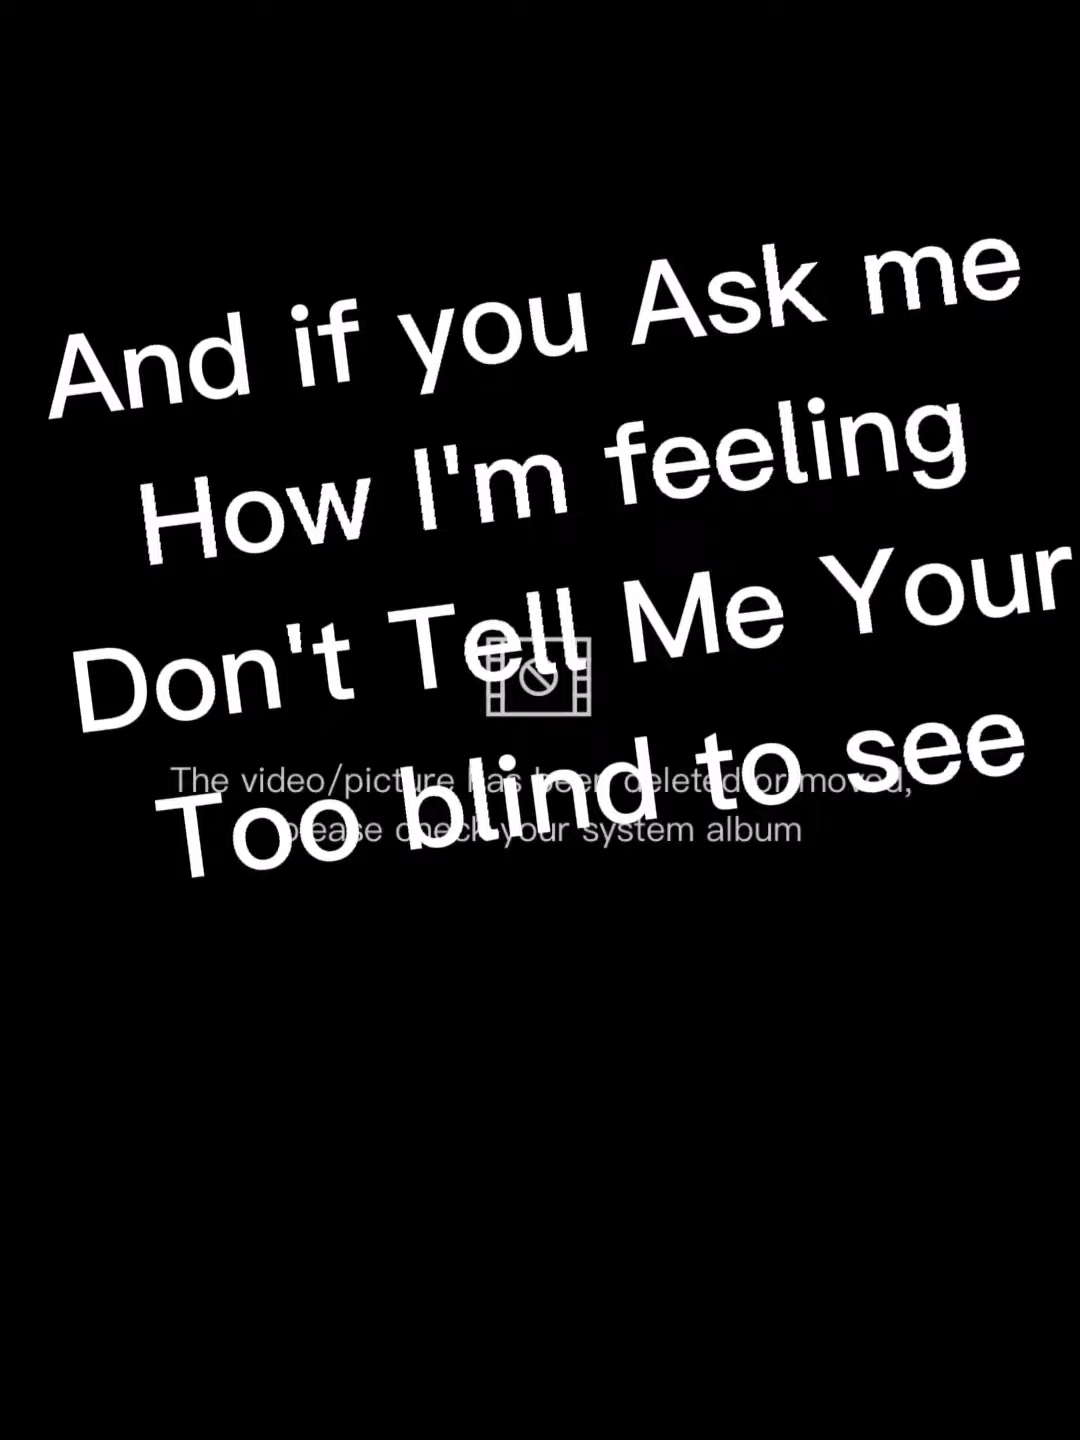 And if you Ask me
How I'm feeling
Don't Tell Me Your
Too blind to see
The video/picture has been deleted or moved,
please check your system album